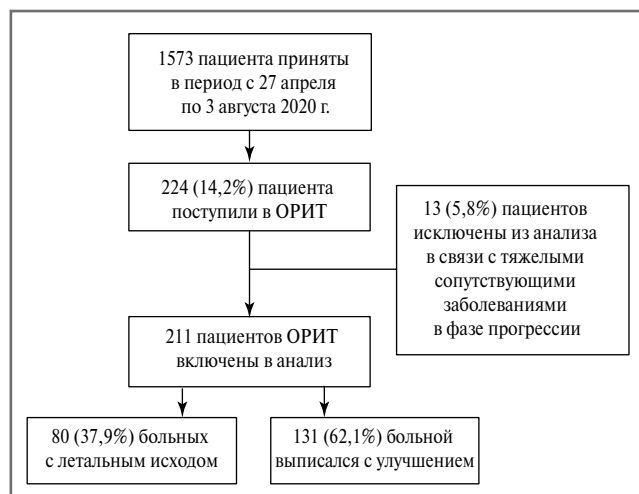 1573 пациента приняты
в период с 27 апреля
по 3 августа 2020 г.
224 (14,2%) пациента
поступили в ОРИТ
13 (5,8%) пациентов
исключены из анализа
в связи с тяжелыми
сопутствующими
заболеваниями
в фазе прогрессии
211 пациентов ОРИТ
включены в анализ
80 (37,9%) больных
с летальным исходом
131 (62,1%) больной
выписался с улучшением